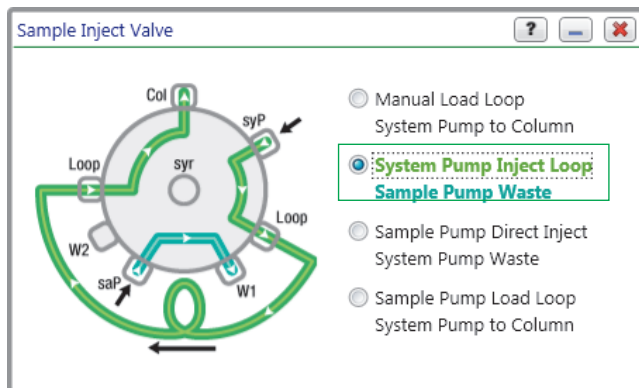 Sample Inject Valve
?
Col
syP
Loop
syr
Loop
W2
saP
W1
Manual Load Loop
System Pump to Column
System Pump Inject Loop
Sample Pump Waste
Sample Pump Direct Inject
System Pump Waste
Sample Pump Load Loop
System Pump to Column